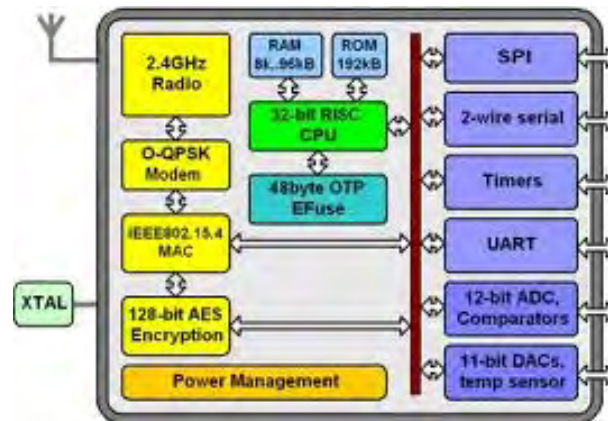 2.4GHz
Radio
O-QPSK
Modem
iEEE802.15.4
MAC
128-bit AES
Encryption
Power Management
XTAL
RAM
8k..96kB
ROM
192kB
32-bit RISC
CPU
48byte OTP
EFuse
SPI
2-wire serial
Timers
UART
12-bit ADC,
Comparators
11-bit DACs,
temp sensor